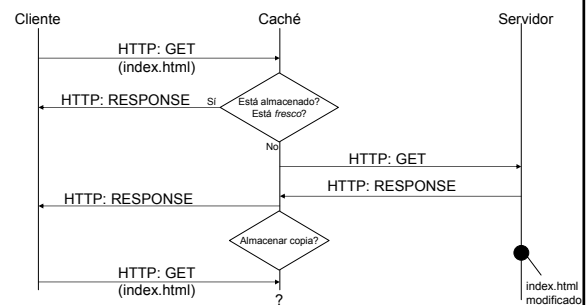 Cliente
Caché
Servidor
HTTP: GET
(index.html)
HTTP: RESPONSE
Sí
Está almacenado?
Está fresco?
No
HTTP: GET
HTTP: RESPONSE
HTTP: RESPONSE
Almacenar copia?
HTTP: GET
(index.html)
?
index.html
modificado